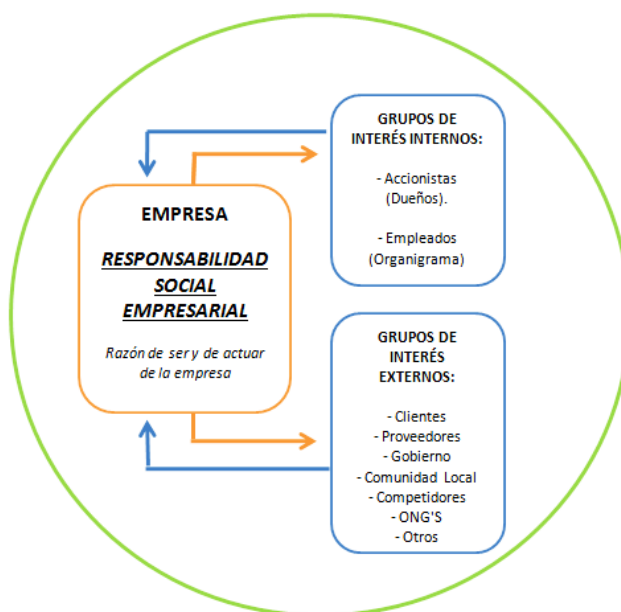 EMPRESA
RESPONSABILIDAD
SOCIAL
EMPRESARIAL
Razón de ser y de actuar
de la empresa
GRUPOS DE
INTERÉS INTERNOS:
- Accionistas
(Dueños).
- Empleados
(Organigrama)
GRUPOS DE
INTERÉS
EXTERNOS:
- Clientes
- Proveedores
- Gobierno
- Comunidad Local
- Competidores
- ONG'S
- Otros